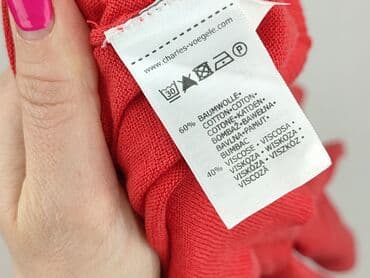 www.charles-voegele.com
30 P
60% BAUMWOLLE•
COTTON•COTON•
COTONE•KATOEN•
BOMBAŽ•BAWEŁNA•
BAVLNA•PAMUT•
BUMBAC
40% VISCOSE•VISCOSA•
VISKOZA•WISKOZA•
VISKÓZA•VISZKÓZ•
VISCOZĂ